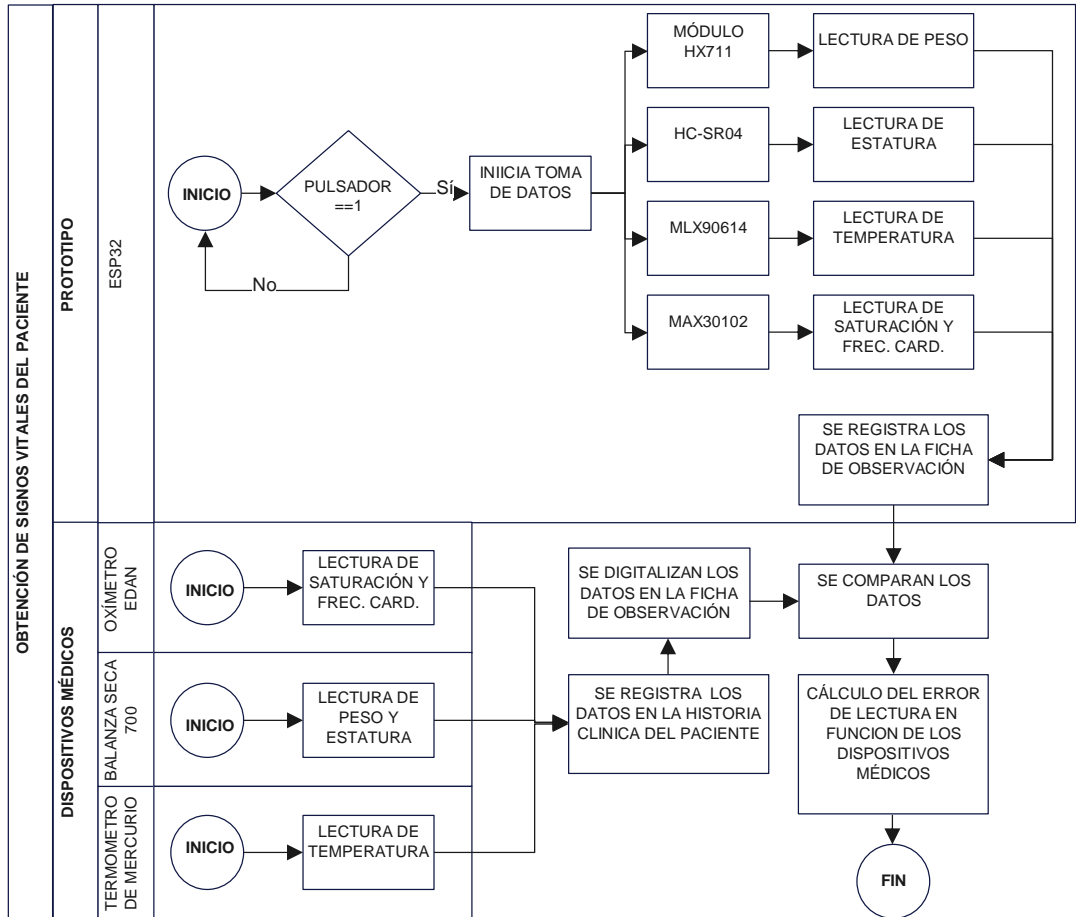 OBTENCIÓN DE SIGNOS VITALES DEL PACIENTE
PROTOTIPO
ESP32
INICIO
PULSADOR
==1
Sí
No
INIICIA TOMA
DE DATOS
MÓDULO
HX711
LECTURA DE PESO
HC-SR04
LECTURA DE
ESTATURA
MLX90614
LECTURA DE
TEMPERATURA
MAX30102
LECTURA DE
SATURACIÓN Y
FREC. CARD.
SE REGISTRA LOS
DATOS EN LA FICHA
DE OBSERVACIÓN
DISPOSITIVOS MÉDICOS
OXÍMETRO
EDAN
INICIO
LECTURA DE
SATURACIÓN Y
FREC. CARD.
BALANZA SECA
700
INICIO
LECTURA DE
PESO Y
ESTATURA
TERMOMETRO
DE MERCURIO
INICIO
LECTURA DE
TEMPERATURA
SE DIGITALIZAN LOS
DATOS EN LA FICHA
DE OBSERVACIÓN
SE REGISTRA LOS
DATOS EN LA HISTORIA
CLINICA DEL PACIENTE
SE COMPARAN LOS
DATOS
CÁLCULO DEL ERROR
DE LECTURA EN
FUNCION DE LOS
DISPOSITIVOS
MÉDICOS
FIN